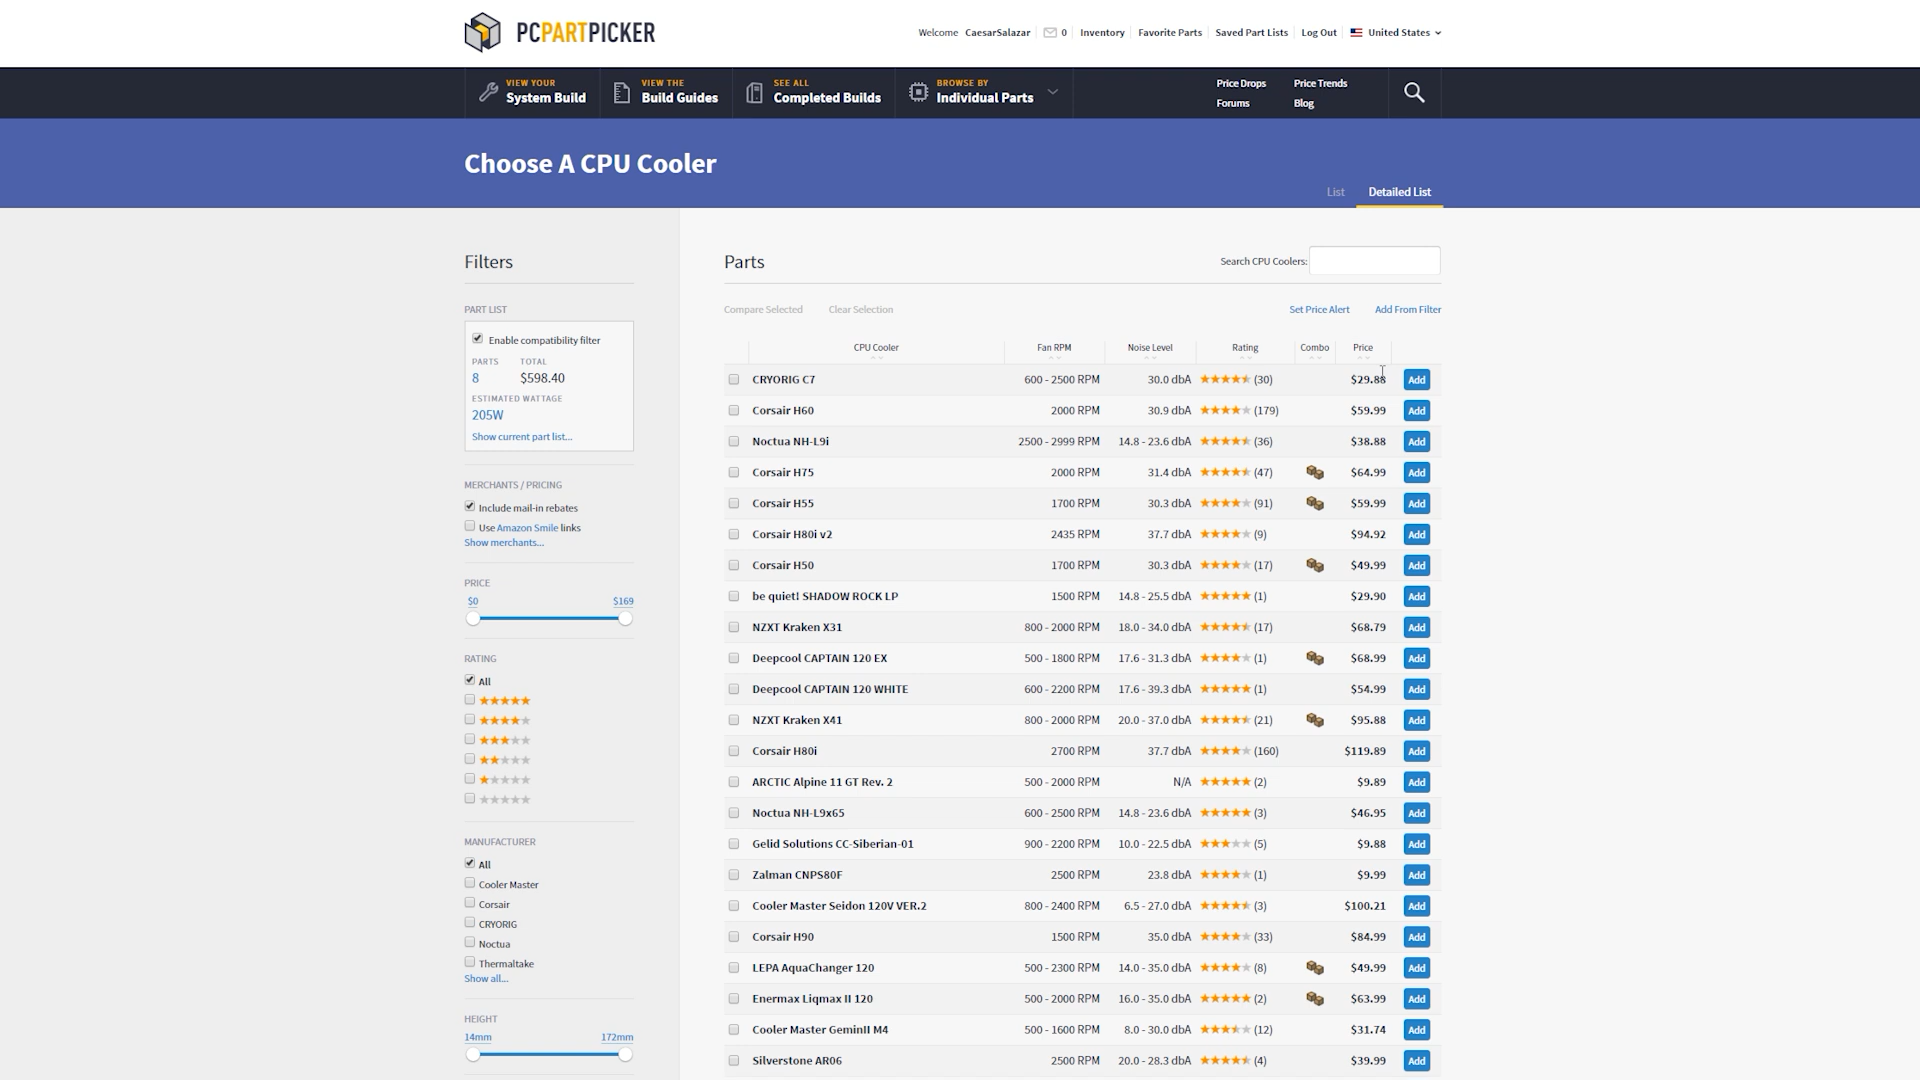 PCPARTPICKER
Welcome CaesarSalazar 0 Inventory Favorite Parts Saved Part Lists Log Out United States
VIEW YOUR
System Build
VIEW THE
Build Guides
SEE ALL
Completed Builds
BROWSE BY
Individual Parts
Price Drops Price Trends
Forums Blog
Choose A CPU Cooler
List Detailed List
Filters
PART LIST
Enable compatibility filter
PARTS TOTAL
8 $598.40
ESTIMATED WATTAGE
205W
Show current part list...
MERCHANTS / PRICING
Include mail-in rebates
Use Amazon Smile links
Show merchants...
PRICE
$0 $169
RATING
All
MANUFACTURER
All
Cooler Master
Corsair
CRYORIG
Noctua
Thermaltake
Show all...
HEIGHT
14mm 172mm
Parts
Search CPU Coolers:
Compare Selected Clear Selection Set Price Alert Add From Filter
CPU Cooler Fan RPM Noise Level Rating Combo Price
CRYORIG C7 600 - 2500 RPM 30.0 dbA (30) $29.88 Add
Corsair H60 2000 RPM 30.9 dbA (179) $59.99 Add
Noctua NH-L9i 2500 - 2999 RPM 14.8 - 23.6 dbA (36) $38.88 Add
Corsair H75 2000 RPM 31.4 dbA (47) $64.99 Add
Corsair H55 1700 RPM 30.3 dbA (91) $59.99 Add
Corsair H80i v2 2435 RPM 37.7 dbA (9) $94.92 Add
Corsair H50 1700 RPM 30.3 dbA (17) $49.99 Add
be quiet! SHADOW ROCK LP 1500 RPM 14.8 - 25.5 dbA (1) $29.90 Add
NZXT Kraken X31 800 - 2000 RPM 18.0 - 34.0 dbA (17) $68.79 Add
Deepcool CAPTAIN 120 EX 500 - 1800 RPM 17.6 - 31.3 dbA (1) $68.99 Add
Deepcool CAPTAIN 120 WHITE 600 - 2200 RPM 17.6 - 39.3 dbA (1) $54.99 Add
NZXT Kraken X41 800 - 2000 RPM 20.0 - 37.0 dbA (21) $95.88 Add
Corsair H80i 2700 RPM 37.7 dbA (160) $119.89 Add
ARCTIC Alpine 11 GT Rev. 2 500 - 2000 RPM N/A (2) $9.89 Add
Noctua NH-L9x65 600 - 2500 RPM 14.8 - 23.6 dbA (3) $46.95 Add
Gelid Solutions CC-Siberian-01 900 - 2200 RPM 10.0 - 22.5 dbA (5) $9.88 Add
Zalman CNPS80F 2500 RPM 23.8 dbA (1) $9.99 Add
Cooler Master Seidon 120V VER.2 800 - 2400 RPM 6.5 - 27.0 dbA (3) $100.21 Add
Corsair H90 1500 RPM 35.0 dbA (33) $84.99 Add
LEPA AquaChanger 120 500 - 2300 RPM 14.0 - 35.0 dbA (8) $49.99 Add
Enermax Liqmax II 120 500 - 2000 RPM 16.0 - 35.0 dbA (2) $63.99 Add
Cooler Master GeminII M4 500 - 1600 RPM 8.0 - 30.0 dbA (12) $31.74 Add
Silverstone AR06 2500 RPM 20.0 - 28.3 dbA (4) $39.99 Add